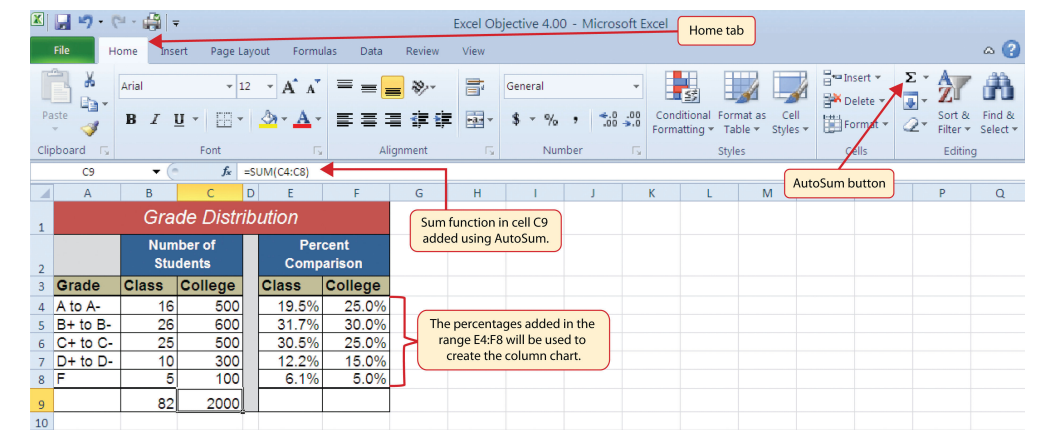 Excel Objective 4.00 - Microsoft Excel
Home tab
File Home Insert Page Layout Formulas Data Review View
Paste
Clipboard
Arial 12
B I U A
Font
Alignment
General
$ % , .0 .00 .00 .0
Number
Conditional Formatting
Format as Table
Cell Styles
Styles
Insert
Delete
Format
Cells
Σ
Sort & Filter
Find & Select
Editing
AutoSum button
C9 fx =SUM(C4:C8)
A B C D E F G H I J K L M P Q
Sum function in cell C9
added using AutoSum.
1 Grade Distribution
2 Number of Students Percent Comparison
3 Grade Class College Class College
4 A to A- 16 500 19.5% 25.0%
5 B+ to B- 26 600 31.7% 30.0%
6 C+ to C- 25 500 30.5% 25.0%
7 D+ to D- 10 300 12.2% 15.0%
8 F 5 100 6.1% 5.0%
9 82 2000
10
The percentages added in the
range E4:F8 will be used to
create the column chart.